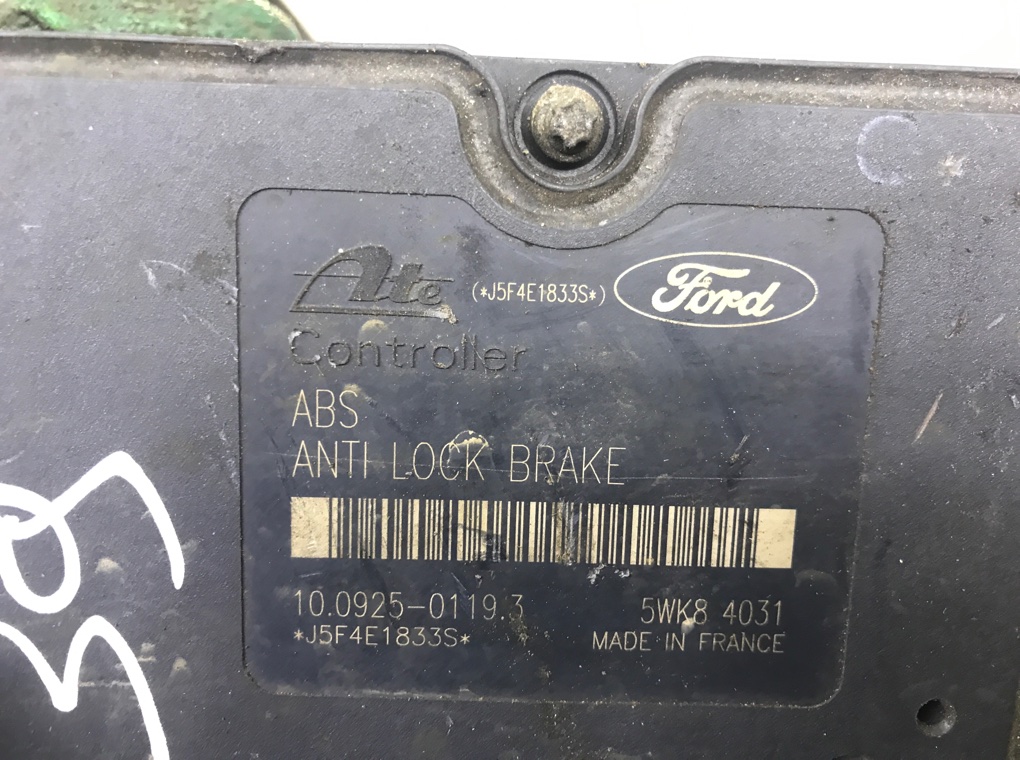 Ate (*J5F4E1833S*) Ford
Controller
ABS
ANTI LOCK BRAKE
10.0925-0119.3 5WK8 4031
*J5F4E1833S* MADE IN FRANCE
C